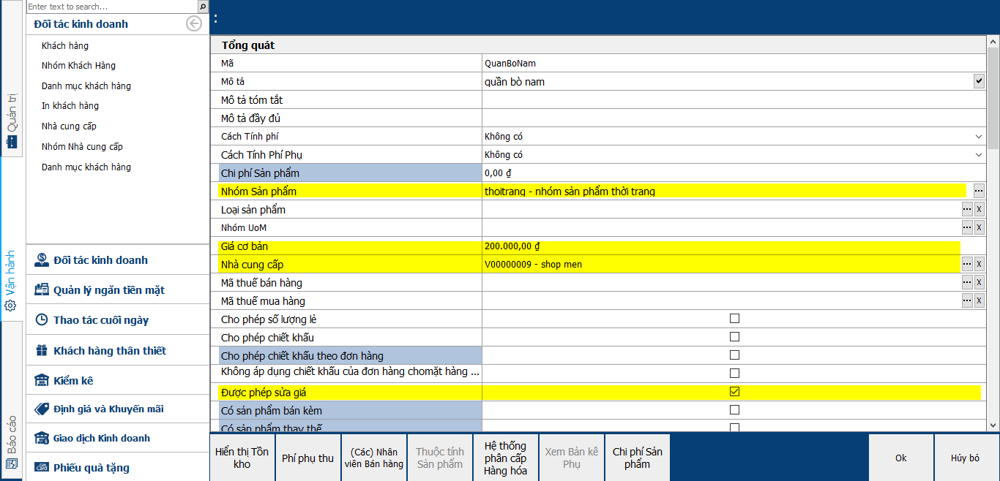 Enter text to search...
Đối tác kinh doanh
Khách hàng
Nhóm Khách Hàng
Danh mục khách hàng
In khách hàng
Nhà cung cấp
Nhóm Nhà cung cấp
Danh mục khách hàng
Quản trị
Vận hành
Báo cáo
Đối tác kinh doanh
Quản lý ngăn tiền mặt
Thao tác cuối ngày
Khách hàng thân thiết
Kiểm kê
Định giá và Khuyến mãi
Giao dịch Kinh doanh
Phiếu quà tặng
:
Tổng quát
Mã QuanBoNam
Mô tả quần bò nam
Mô tả tóm tắt
Mô tả đầy đủ
Cách Tính phí Không có
Cách Tính Phí Phụ Không có
Chi phí Sản phẩm 0,00 ₫
Nhóm Sản phẩm thoitrang - nhóm sản phẩm thời trang ...
Loại sản phẩm ... X
Nhóm UoM ... X
Giá cơ bản 200.000,00 ₫
Nhà cung cấp V00000009 - shop men ... X
Mã thuế bán hàng ... X
Mã thuế mua hàng ... X
Cho phép số lượng lẻ
Cho phép chiết khấu
Cho phép chiết khấu theo đơn hàng
Không áp dụng chiết khấu của đơn hàng chomặt hàng ...
Được phép sửa giá
Có sản phẩm bán kèm
Có sản phẩm thay thế
Hiển thị Tồn
kho
Phí phụ thu
(Các) Nhân
viên Bán hàng
Thuộc tính
Sản phẩm
Hệ thống
phân cấp
Hàng hóa
Xem Bản kê
Phụ
Chi phí Sản
phẩm
Ok
Hủy bỏ